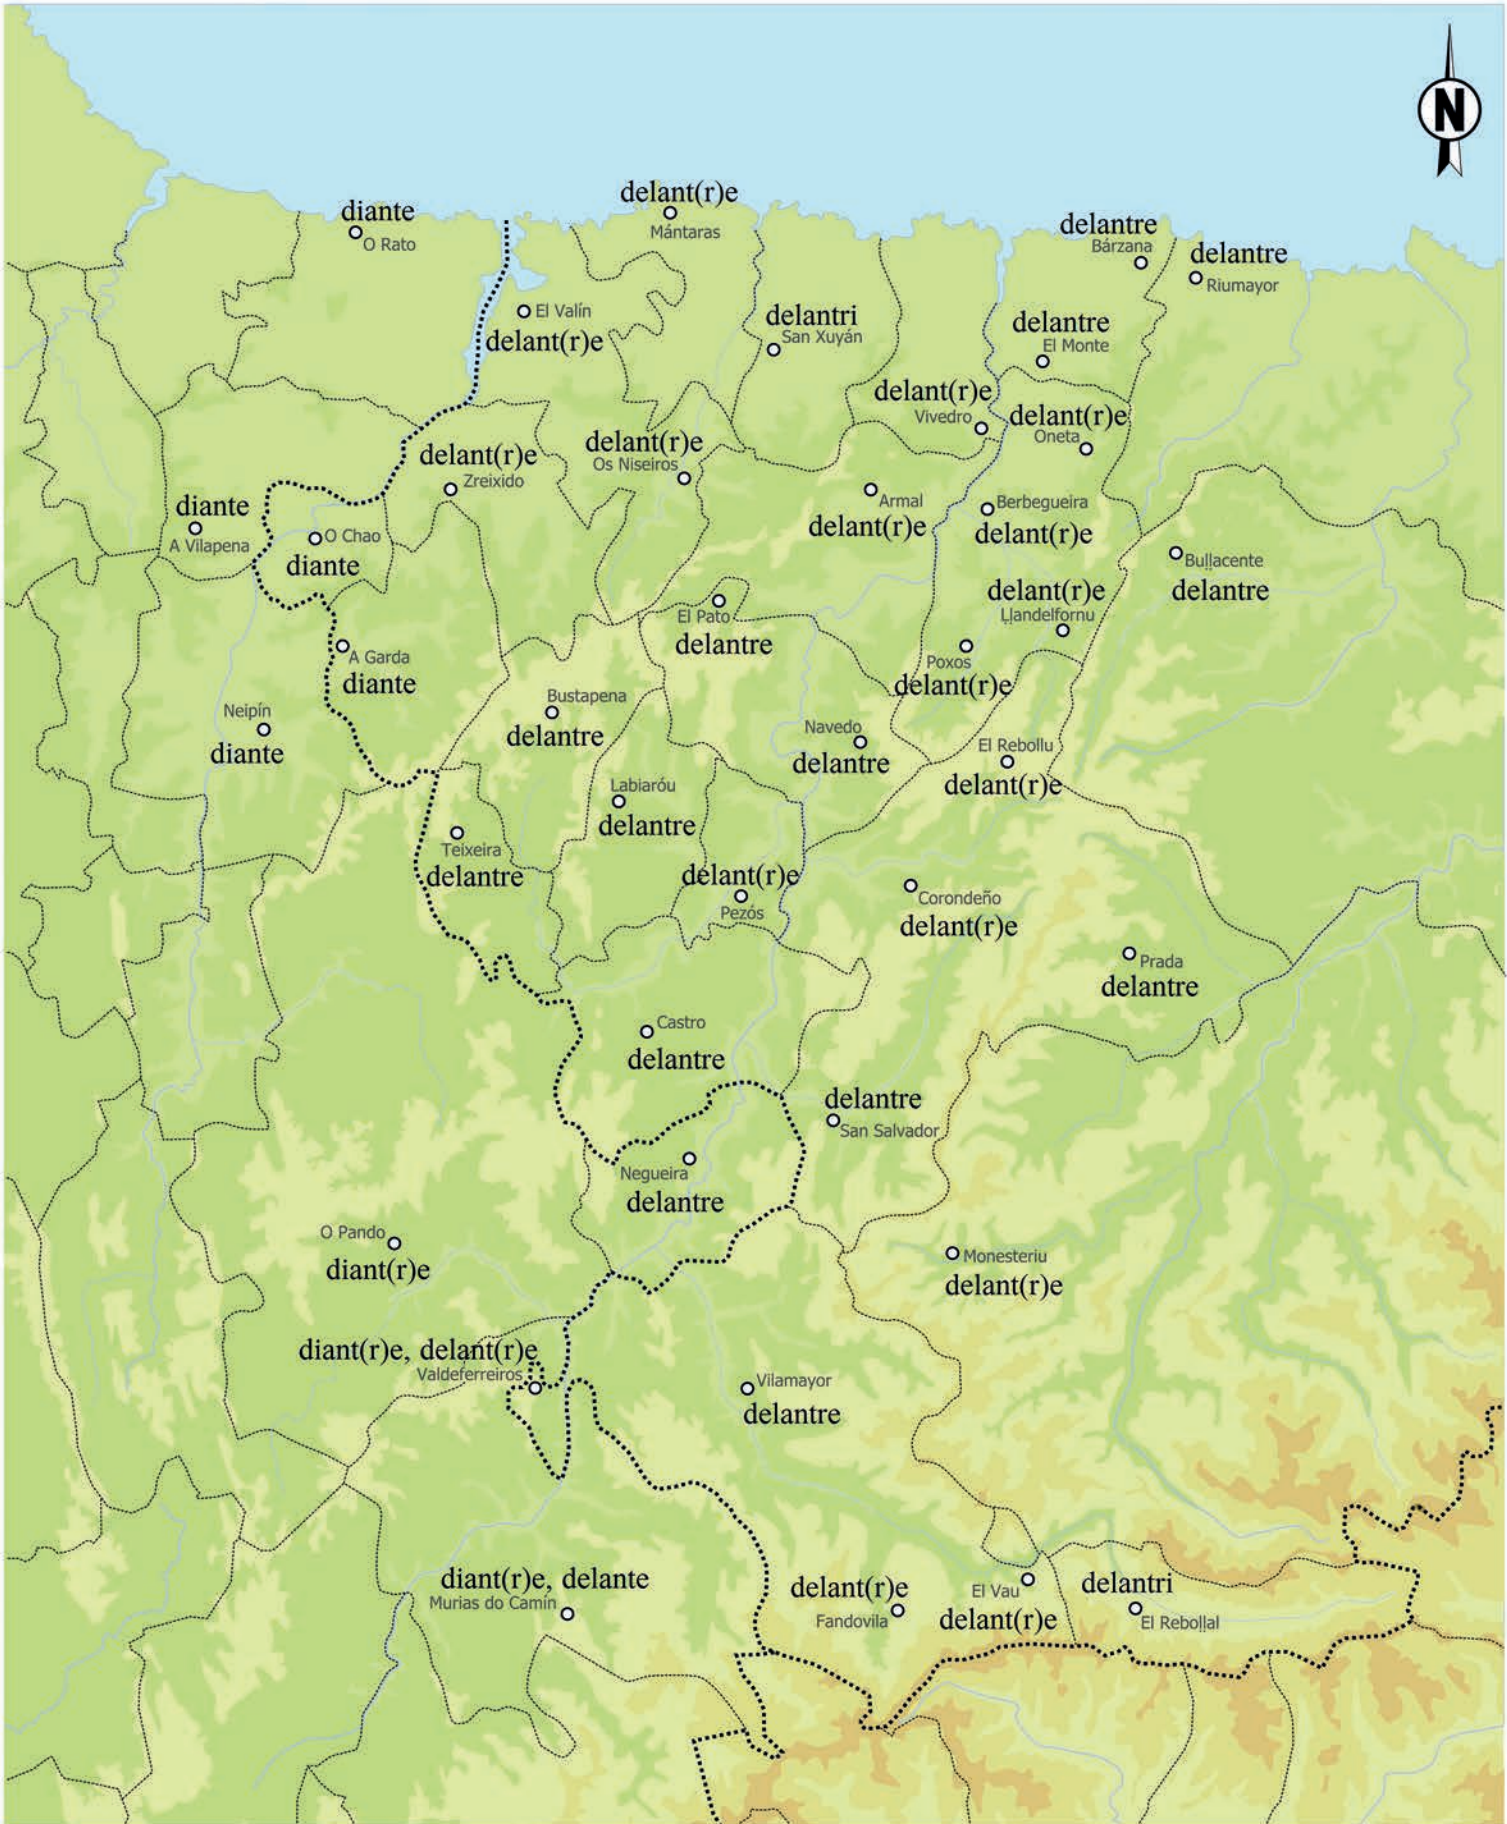 N
delant(r)e
Mántaras
diante
O Rato
delantre
Bárzana
delantre
Riumayor
El Valín
delant(r)e
delantri
San Xuyán
delantre
El Monte
delant(r)e
Vivedro
delant(r)e
Oneta
delant(r)e
Os Niseiros
delant(r)e
Zreixido
diante
A Vilapena
O Chao
diante
Armal
delant(r)e
Berbegueira
delant(r)e
Buḷḷacente
delantre
delant(r)e
Ḷḷandelfornu
El Pato
delantre
A Garda
diante
Poxos
delant(r)e
Bustapena
delantre
Neipín
diante
Navedo
delantre
El Rebollu
delant(r)e
Labiaróu
delantre
Teixeira
delantre
delant(r)e
Pezós
Corondeño
delant(r)e
Prada
delantre
Castro
delantre
delantre
San Salvador
Negueira
delantre
O Pando
diant(r)e
Monesteriu
delant(r)e
diant(r)e, delant(r)e
Valdeferreiros
Vilamayor
delantre
diant(r)e, delante
Murias do Camín
delant(r)e
Fandovila
El Vau
delant(r)e
delantri
El Reboḷḷal